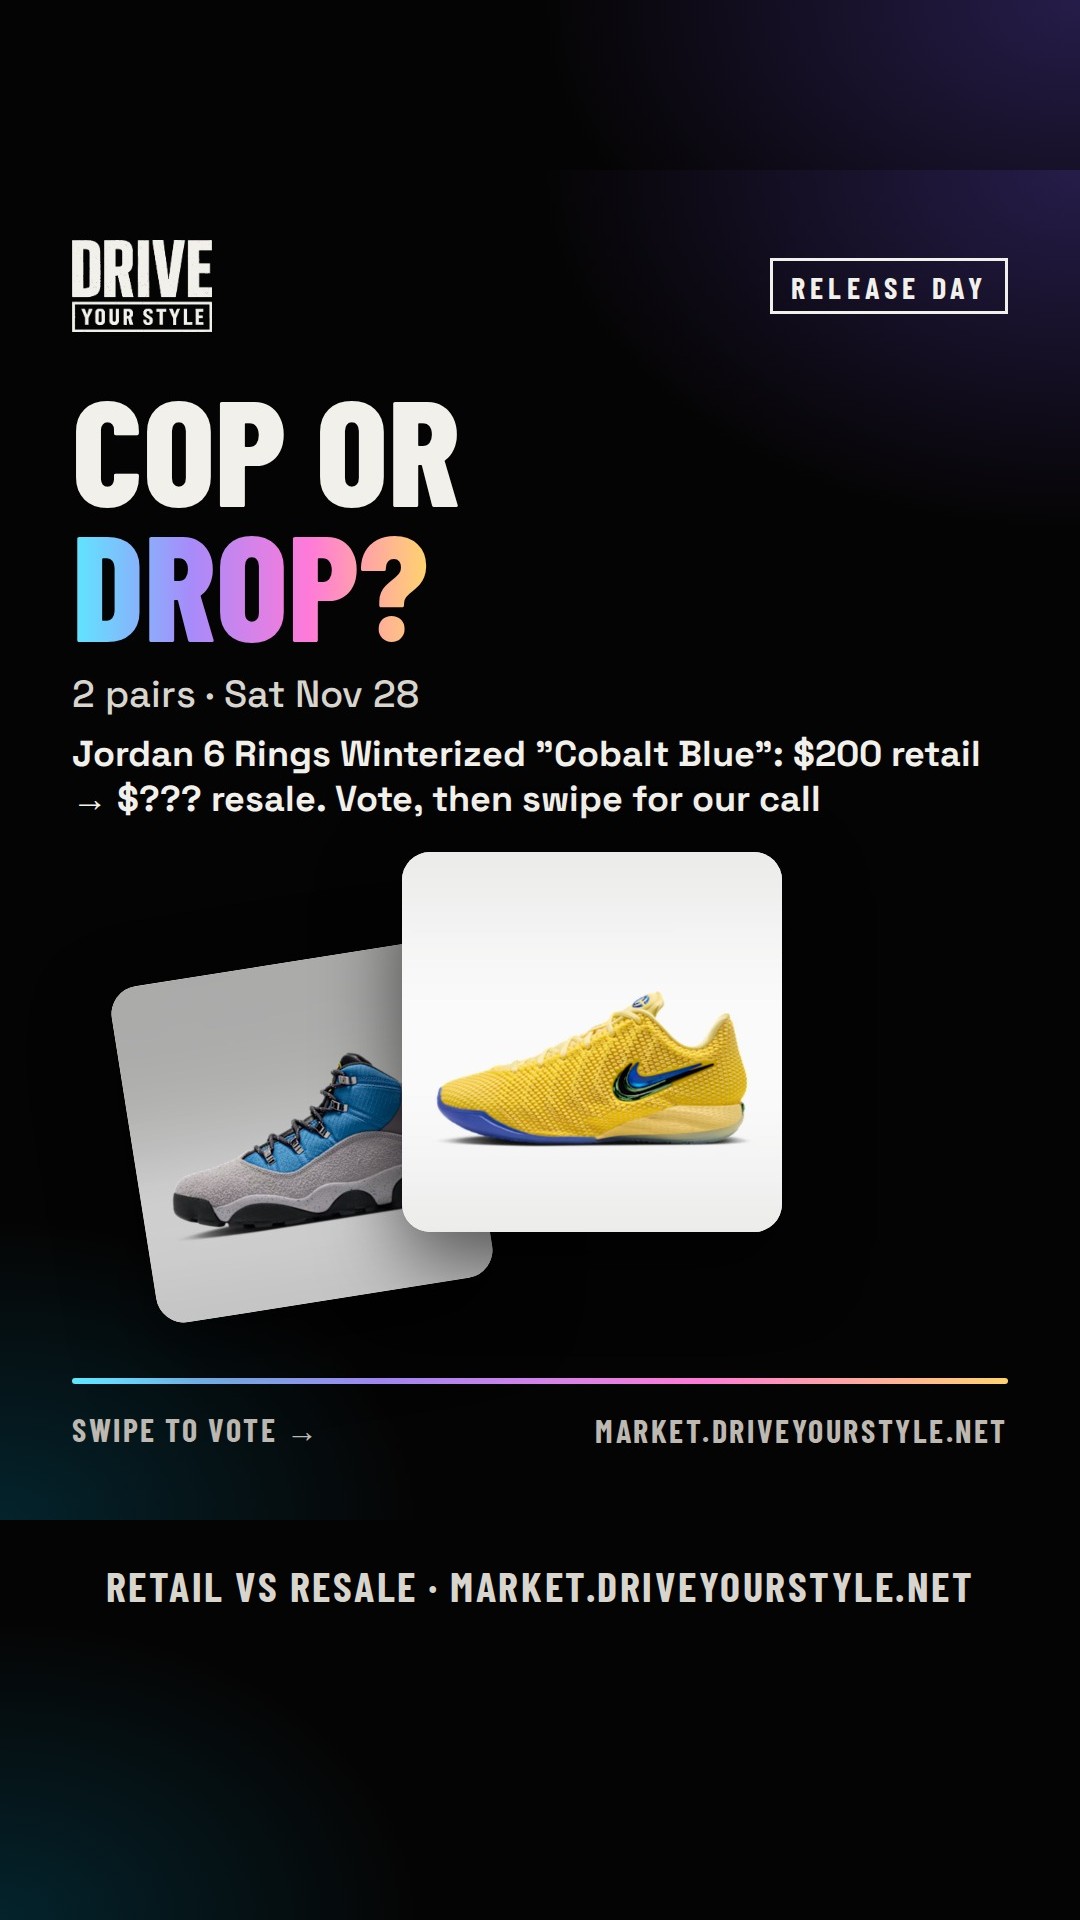 DRIVE
YOUR STYLE
RELEASE DAY
COP OR
DROP?
2 pairs · Sat Nov 28
Jordan 6 Rings Winterized ”Cobalt Blue”: $200 retail
→ $??? resale. Vote, then swipe for our call
SWIPE TO VOTE →
MARKET.DRIVEYOURSTYLE.NET
RETAIL VS RESALE · MARKET.DRIVEYOURSTYLE.NET